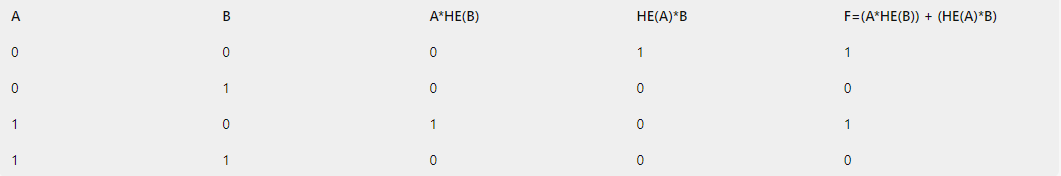 A B A*HE(B) HE(A)*B F=(A*HE(B)) + (HE(A)*B)
0 0 0 1 1
0 1 0 0 0
1 0 1 0 1
1 1 0 0 0